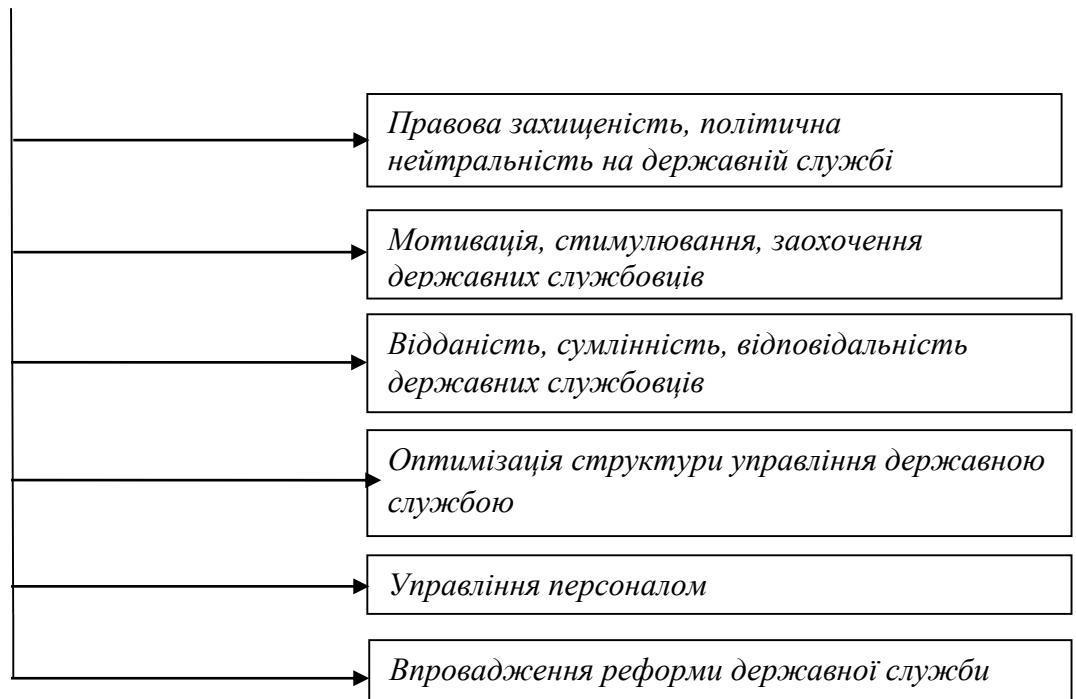 Правова захищеність, політична
нейтральність на державній службі
Мотивація, стимулювання, заохочення
державних службовців
Відданість, сумлінність, відповідальність
державних службовців
Оптимізація структури управління державною
службою
Управління персоналом
Впровадження реформи державної служби